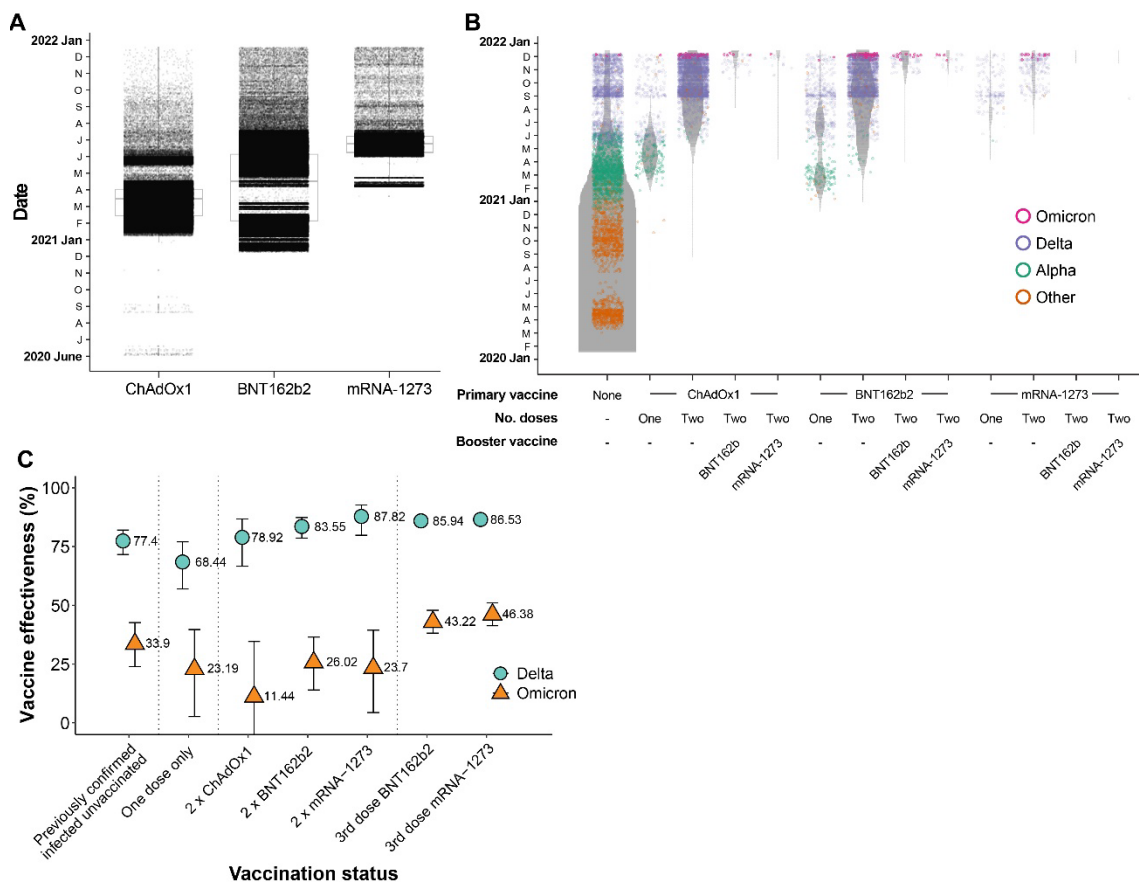 A
2022 Jan
D
N
O
S
A
J
J
M
A
M
F
2021 Jan
D
N
O
S
A
J
2020 June
Date
ChAdOx1 BNT162b2 mRNA-1273
B
2022 Jan
D
N
O
S
A
J
J
M
A
M
F
2021 Jan
D
N
O
S
A
J
J
M
A
M
F
2020 Jan
Omicron
Delta
Alpha
Other
Primary vaccine None ChAdOx1 BNT162b2 mRNA-1273
No. doses - One Two Two Two One Two Two Two One Two Two Two
Booster vaccine - - - BNT162b mRNA-1273 - - BNT162b mRNA-1273 - - BNT162b mRNA-1273
C
Vaccine effectiveness (%)
100
75
50
25
0
77.4
68.44
78.92
83.55
87.82
85.94
86.53
33.9
23.19
11.44
26.02
23.7
43.22
46.38
Delta
Omicron
Previously confirmed
infected unvaccinated
One dose only
2 x ChAdOx1
2 x BNT162b2
2 x mRNA−1273
3rd dose BNT162b2
3rd dose mRNA−1273
Vaccination status